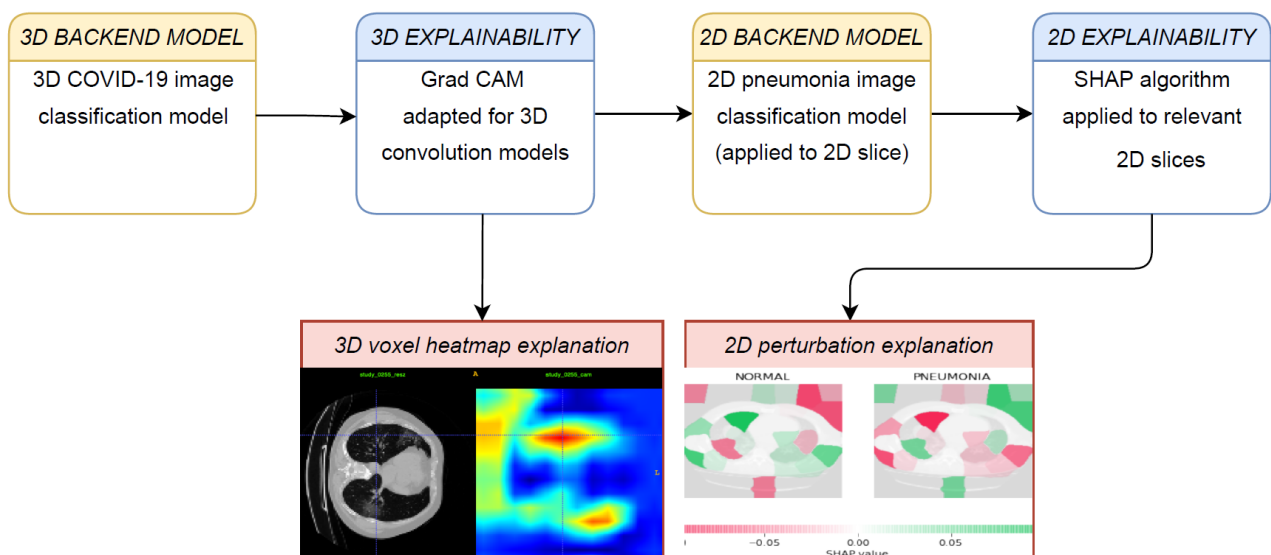 3D BACKEND MODEL
3D COVID-19 image
classification model
3D EXPLAINABILITY
Grad CAM
adapted for 3D
convolution models
2D BACKEND MODEL
2D pneumonia image
classification model
(applied to 2D slice)
2D EXPLAINABILITY
SHAP algorithm
applied to relevant
2D slices
3D voxel heatmap explanation
study_0255_resz
A
study_0255_cam
L
2D perturbation explanation
NORMAL
PNEUMONIA
−0.05
0.00
0.05
SHAP value